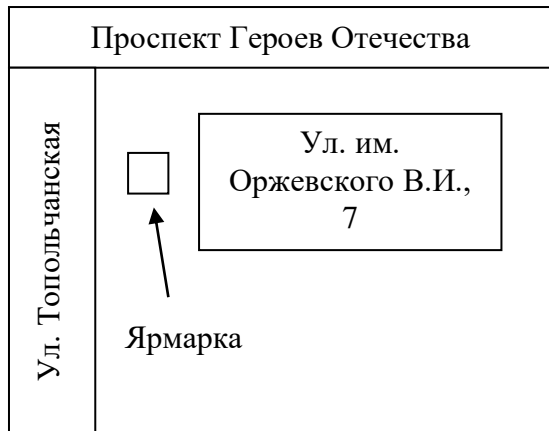 Проспект Героев Отечества
Ул. Топольчанская
Ул. им.
Оржевского В.И.,
7
Ярмарка